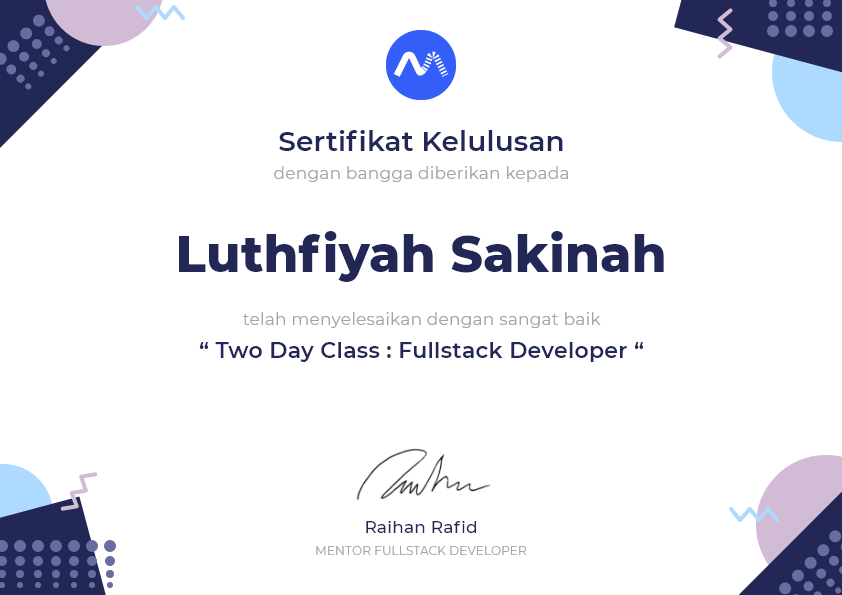 Sertifikat Kelulusan
dengan bangga diberikan kepada
Luthfiyah Sakinah
telah menyelesaikan dengan sangat baik
“ Two Day Class : Fullstack Developer “
Raihan Rafid
MENTOR FULLSTACK DEVELOPER